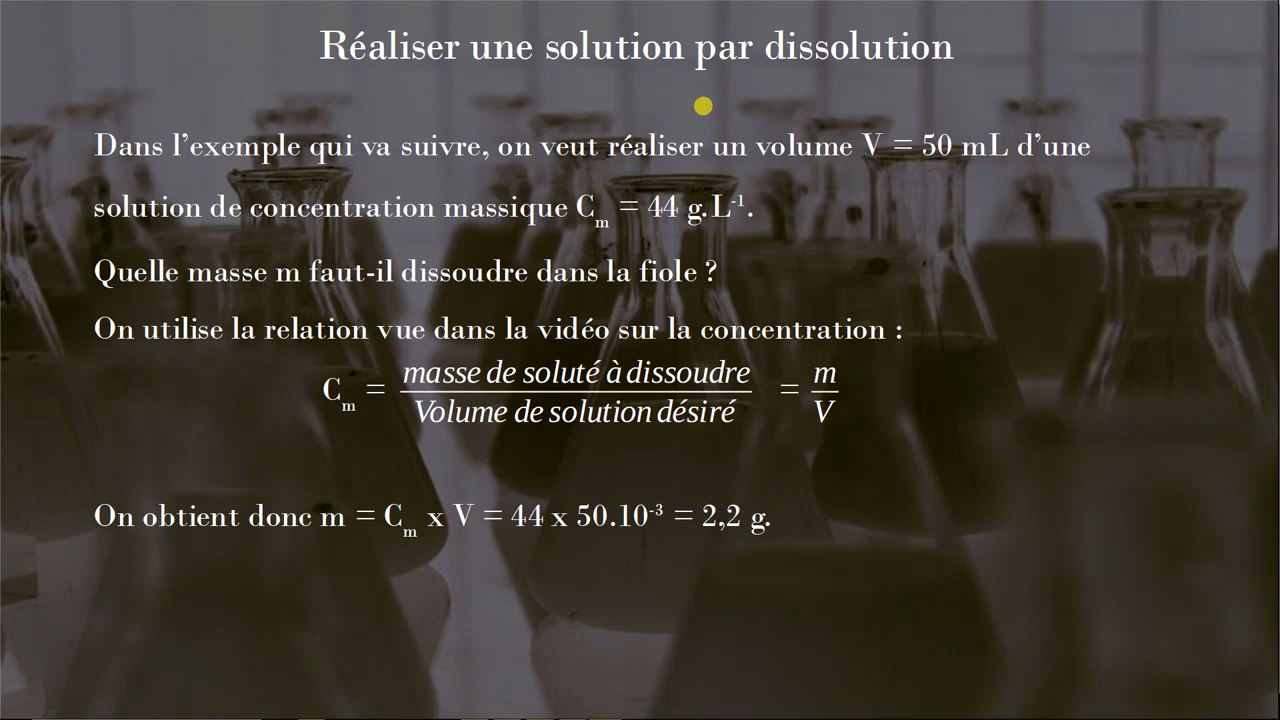 Réaliser une solution par dissolution
Dans l’exemple qui va suivre, on veut réaliser un volume V = 50 mL d’une
solution de concentration massique Cₘ = 44 g.L⁻¹.
Quelle masse m faut-il dissoudre dans la fiole ?
On utilise la relation vue dans la vidéo sur la concentration :
Cₘ = masse de soluté à dissoudre / Volume de solution désiré = m / V
On obtient donc m = Cₘ x V = 44 x 50.10⁻³ = 2,2 g.